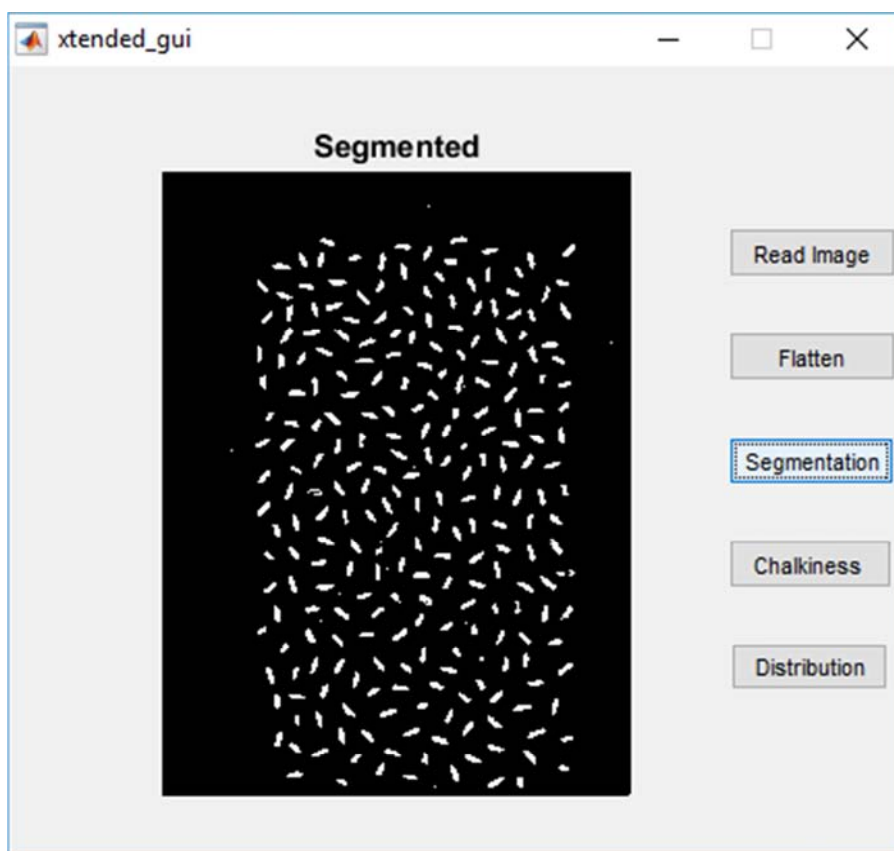 xtended_gui
Segmented
Read Image
Flatten
Segmentation
Chalkiness
Distribution